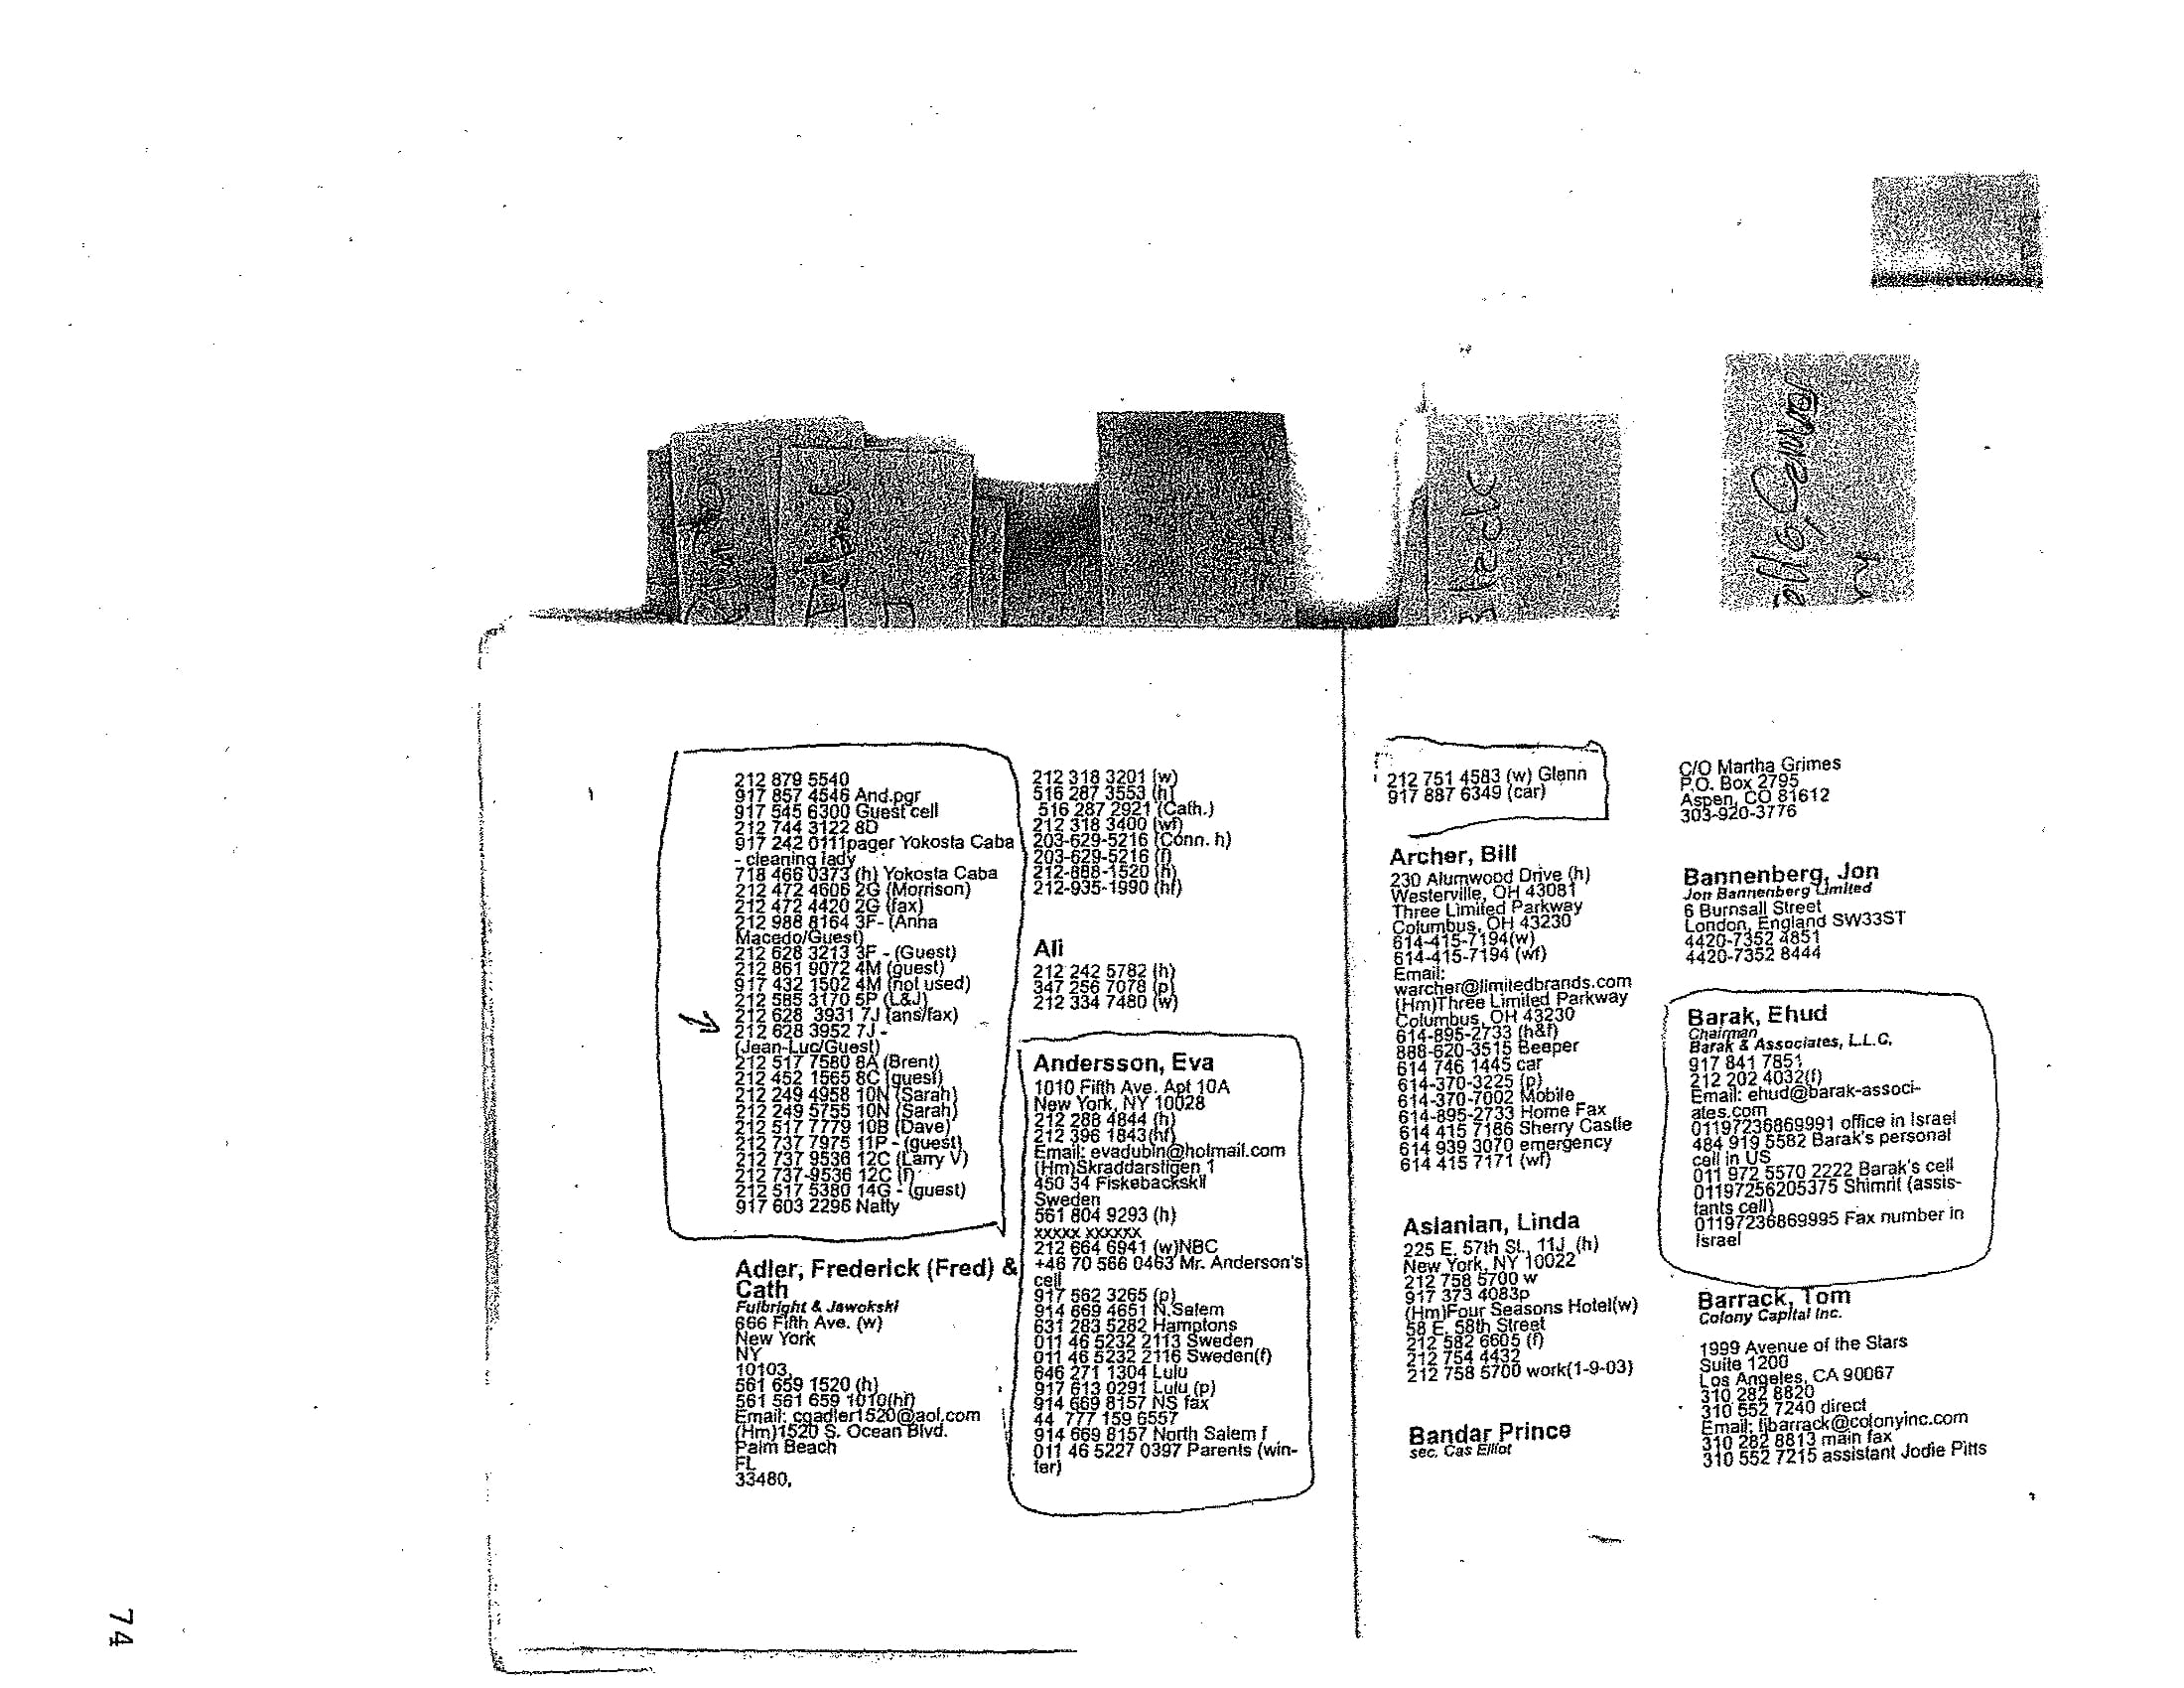 212 879 5540
917 857 4546 And.pgr
917 545 6300 Guest cell
212 744 3122 8D
917 242 0111pager Yokosta Caba
- cleaning lady
718 466 0373 (h) Yokosta Caba
212 472 4606 2G (Morrison)
212 472 4420 2G (fax)
212 988 8164 3F- (Anna
Macedo/Guest)
212 628 3213 3F - (Guest)
212 861 9072 4M (guest)
917 432 1502 4M (not used)
212 585 3170 5P (L&J)
212 628 3931 7J (ans/fax)
212 628 3952 7J -
(Jean-Luc/Guest)
212 517 7580 8A (Brent)
212 452 1565 8C (guest)
212 249 4958 10N (Sarah)
212 249 5755 10N (Sarah)
212 517 7779 10B (Dave)
212 737 7975 11P - (guest)
212 737 9536 12C (Larry V)
212 737-9536 12C (f)
212 517 5380 14G - (guest)
917 603 2296 Natty
Adler, Frederick (Fred) &
Cath
Fulbright & Jawokski
666 Fifth Ave. (w)
New York
NY
10103,
561 659 1520 (h)
561 561 659 1010(hf)
Email: cgadler1520@aol.com
(Hm)1520 S. Ocean Blvd.
Palm Beach
FL
33480,
212 318 3201 (w)
516 287 3553 (h)
516 287 2921 (Cath.)
212 318 3400 (wf)
203-629-5216 (Conn. h)
203-629-5216 (f)
212-888-1520 (h)
212-935-1990 (hf)
Ali
212 242 5782 (h)
347 256 7078 (p)
212 334 7480 (w)
Andersson, Eva
1010 Fifth Ave. Apt 10A
New York, NY 10028
212 288 4844 (h)
212 396 1843(hf)
Email: evadubin@hotmail.com
(Hm)Skraddarstigen 1
450 34 Fiskebackskil
Sweden
561 804 9293 (h)
xxxxx xxxxxx
212 664 6941 (w)NBC
+46 70 566 0463 Mr. Anderson's
cell
917 562 3265 (p)
914 669 4651 N.Salem
631 283 5282 Hamptons
011 46 5232 2113 Sweden
011 46 5232 2116 Sweden(f)
646 271 1304 Lulu
917 613 0291 Lulu (p)
914 669 8157 NS fax
44 777 159 6557
914 669 8157 North Salem f
011 46 5227 0397 Parents (win-
ter)
212 751 4583 (w) Glenn
917 887 6349 (car)
Archer, Bill
230 Alumwood Drive (h)
Westerville, OH 43081
Three Limited Parkway
Columbus, OH 43230
614-415-7194(w)
614-415-7194 (wf)
Email:
warcher@limitedbrands.com
(Hm)Three Limited Parkway
Columbus, OH 43230
614-895-2733 (h&f)
888-620-3515 Beeper
614 746 1445 car
614-370-3225 (p)
614-370-7002 Mobile
614-895-2733 Home Fax
614 415 7186 Sherry Castle
614 939 3070 emergency
614 415 7171 (wf)
Aslanian, Linda
225 E. 57th St., 11J (h)
New York, NY 10022
212 758 5700 w
917 373 4083p
(Hm)Four Seasons Hotel(w)
58 E. 58th Street
212 582 6605 (f)
212 754 4432
212 758 5700 work(1-9-03)
Bandar Prince
sec. Cas Elliot
C/O Martha Grimes
P.O. Box 2795
Aspen, CO 81612
303-920-3776
Bannenberg, Jon
Jon Bannenberg Limited
6 Burnsall Street
London, England SW33ST
4420-7352 4851
4420-7352 8444
Barak, Ehud
Chairman
Barak & Associates, L.L.C.
917 841 7851
212 202 4032(f)
Email: ehud@barak-associ-
ates.com
01197236869991 office in Israel
484 919 5582 Barak's personal
cell in US
011 972 5570 2222 Barak's cell
01197256205375 Shimrit (assis-
tants cell)
01197236869995 Fax number in
Israel
Barrack, Tom
Colony Capital Inc.
1999 Avenue of the Stars
Suite 1200
Los Angeles, CA 90067
310 282 8820
310 552 7240 direct
Email: tjbarrack@colonyinc.com
310 282 8813 main fax
310 552 7215 assistant Jodie Pitts
74